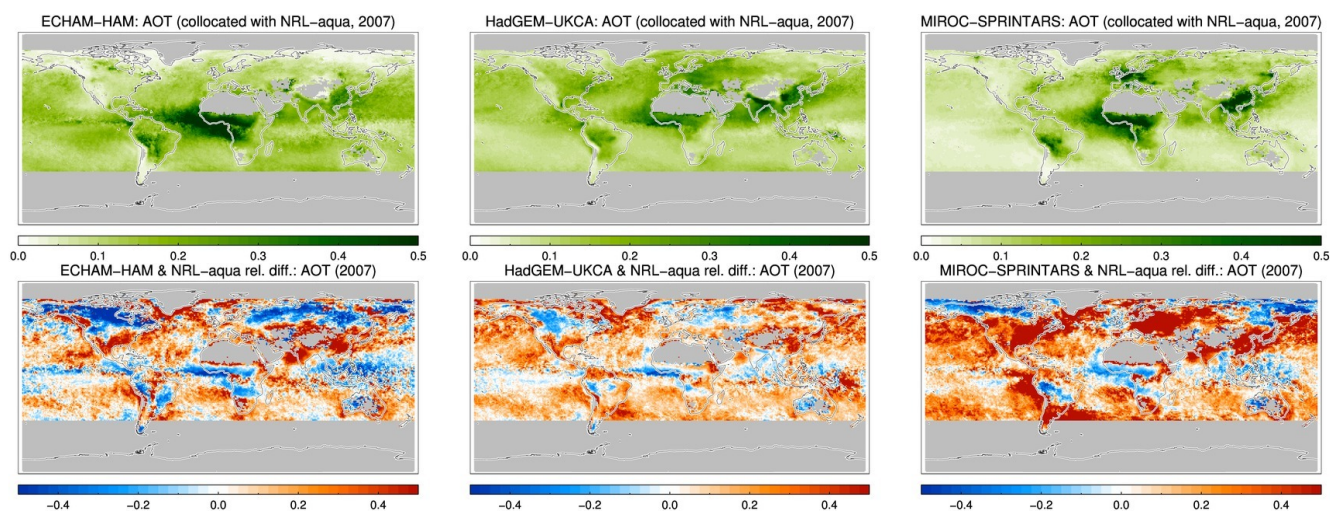 ECHAM-HAM: AOT (collocated with NRL-aqua, 2007)
HadGEM-UKCA: AOT (collocated with NRL-aqua, 2007)
MIROC-SPRINTARS: AOT (collocated with NRL-aqua, 2007)
0.0 0.1 0.2 0.3 0.4 0.5
0.0 0.1 0.2 0.3 0.4 0.5
0.0 0.1 0.2 0.3 0.4 0.5
ECHAM-HAM & NRL-aqua rel. diff.: AOT (2007)
HadGEM-UKCA & NRL-aqua rel. diff.: AOT (2007)
MIROC-SPRINTARS & NRL-aqua rel. diff.: AOT (2007)
−0.4 −0.2 0.0 0.2 0.4
−0.4 −0.2 0.0 0.2 0.4
−0.4 −0.2 0.0 0.2 0.4